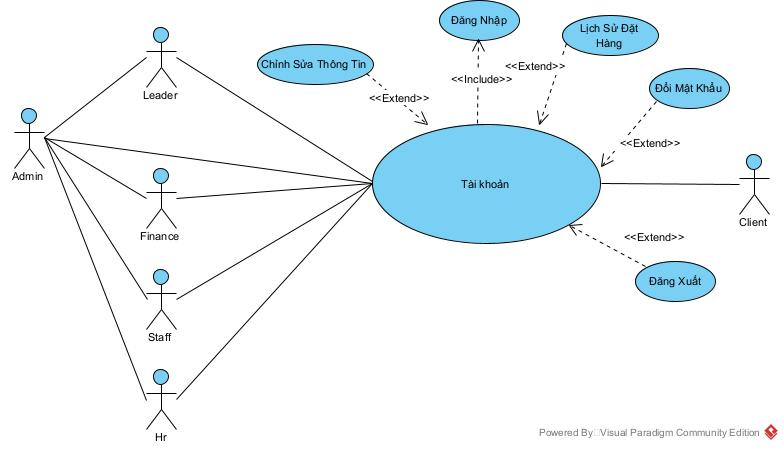 Đăng Nhập
Lịch Sử Đặt
Hàng
Chỉnh Sửa Thông Tin
<<Include>>
<<Extend>>
<<Extend>>
Đổi Mật Khẩu
Leader
<<Extend>>
Admin
Tài khoản
Client
Finance
<<Extend>>
Đăng Xuất
Staff
Hr
Powered By Visual Paradigm Community Edition